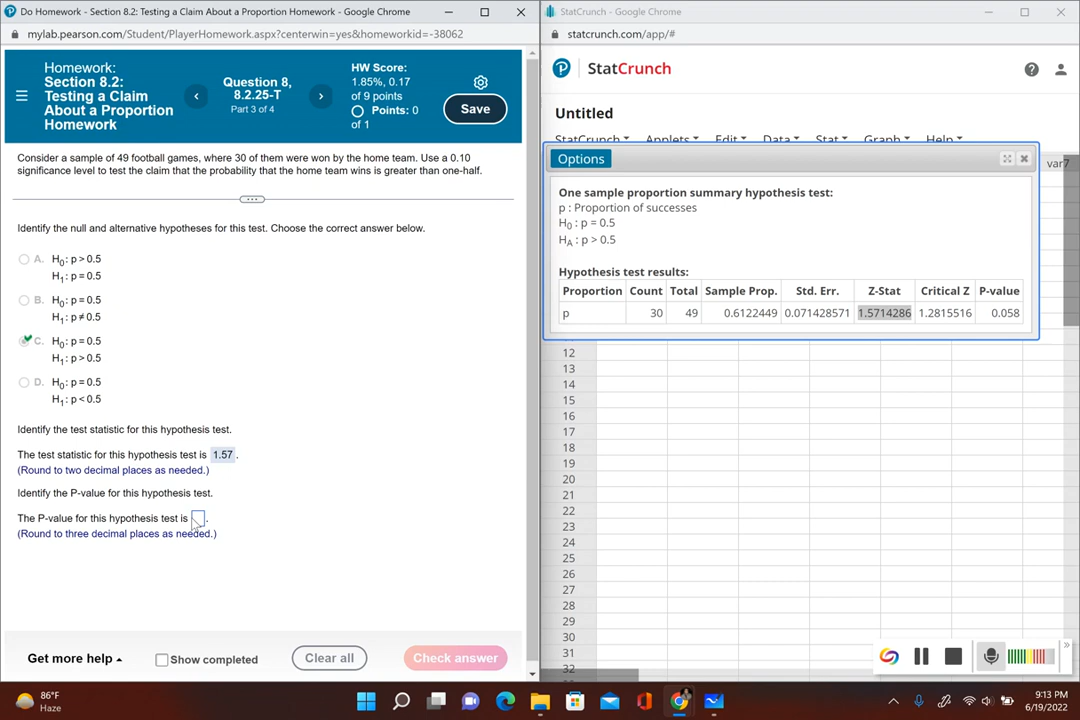 Do Homework - Section 8.2: Testing a Claim About a Proportion Homework - Google Chrome
mylab.pearson.com/Student/PlayerHomework.aspx?centerwin=yes&homeworkid=-38062
Homework:
Section 8.2:
Testing a Claim
About a Proportion
Homework
Question 8,
8.2.25-T
Part 3 of 4
HW Score:
1.85%, 0.17
of 9 points
Points: 0
of 1
Save
Consider a sample of 49 football games, where 30 of them were won by the home team. Use a 0.10
significance level to test the claim that the probability that the home team wins is greater than one-half.
Identify the null and alternative hypotheses for this test. Choose the correct answer below.
A. H0: p > 0.5
H1: p = 0.5
B. H0: p = 0.5
H1: p ≠ 0.5
C. H0: p = 0.5
H1: p > 0.5
D. H0: p = 0.5
H1: p < 0.5
Identify the test statistic for this hypothesis test.
The test statistic for this hypothesis test is 1.57.
(Round to two decimal places as needed.)
Identify the P-value for this hypothesis test.
The P-value for this hypothesis test is .
(Round to three decimal places as needed.)
Get more help
Show completed
Clear all
Check answer
StatCrunch - Google Chrome
statcrunch.com/app/#
P StatCrunch
Untitled
StatCrunch Applets Edit Data Stat Graph Help
var7
Options
One sample proportion summary hypothesis test:
p : Proportion of successes
H0 : p = 0.5
HA : p > 0.5
Hypothesis test results:
Proportion Count Total Sample Prop. Std. Err. Z-Stat Critical Z P-value
p 30 49 0.6122449 0.071428571 1.5714286 1.2815516 0.058
12
13
14
15
16
17
18
19
20
21
22
23
24
25
26
27
28
29
30
31
32
86°F
Haze
9:13 PM
6/19/2022